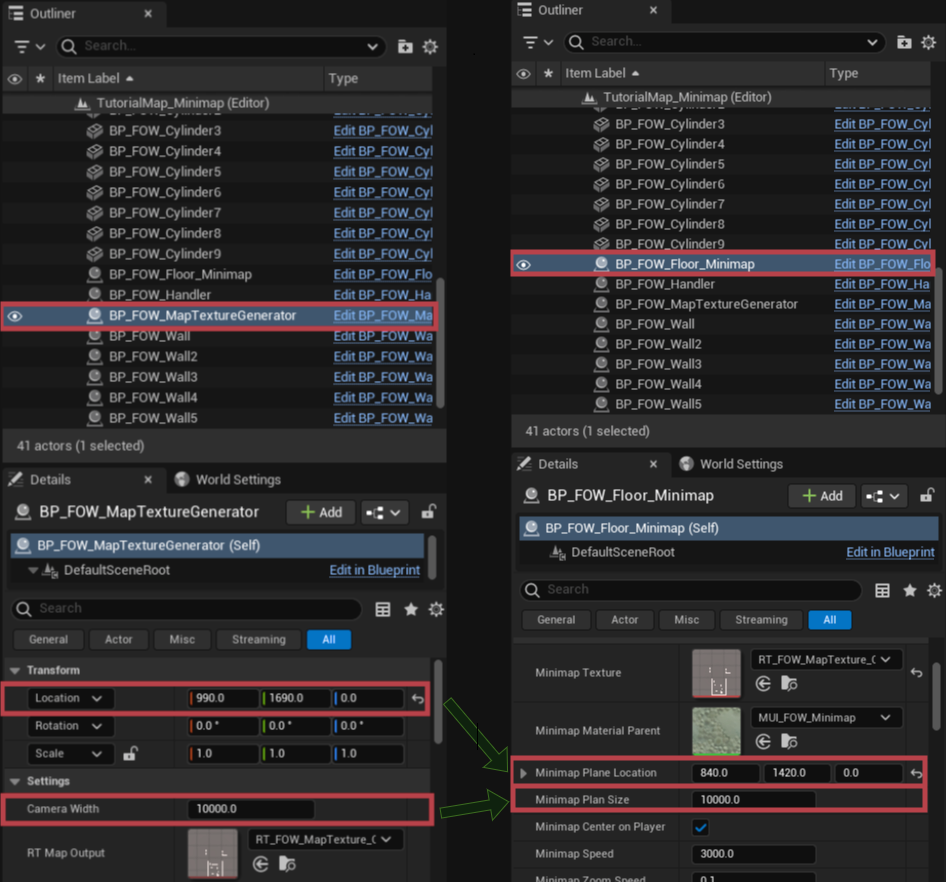 Outliner
Search...
Item Label Type
TutorialMap_Minimap (Editor)
BP_FOW_Cylinder3 Edit BP_FOW_Cyl
BP_FOW_Cylinder4 Edit BP_FOW_Cyl
BP_FOW_Cylinder5 Edit BP_FOW_Cyl
BP_FOW_Cylinder6 Edit BP_FOW_Cyl
BP_FOW_Cylinder7 Edit BP_FOW_Cyl
BP_FOW_Cylinder8 Edit BP_FOW_Cyl
BP_FOW_Cylinder9 Edit BP_FOW_Cyl
BP_FOW_Floor_Minimap Edit BP_FOW_Flo
BP_FOW_Handler Edit BP_FOW_Ha
BP_FOW_MapTextureGenerator Edit BP_FOW_Ma
BP_FOW_Wall Edit BP_FOW_Wa
BP_FOW_Wall2 Edit BP_FOW_Wa
BP_FOW_Wall3 Edit BP_FOW_Wa
BP_FOW_Wall4 Edit BP_FOW_Wa
BP_FOW_Wall5 Edit BP_FOW_Wa
41 actors (1 selected)
Details World Settings
BP_FOW_MapTextureGenerator Add
BP_FOW_MapTextureGenerator (Self)
DefaultSceneRoot Edit in Blueprint
Search
General Actor Misc Streaming All
Transform
Location 990.0 1690.0 0.0
Rotation 0.0 ° 0.0 ° 0.0 °
Scale 1.0 1.0 1.0
Settings
Camera Width 10000.0
RT Map Output RT_FOW_MapTexture_(
Outliner
Search...
Item Label Type
TutorialMap_Minimap (Editor)
BP_FOW_Cylinder3 Edit BP_FOW_Cyl
BP_FOW_Cylinder4 Edit BP_FOW_Cyl
BP_FOW_Cylinder5 Edit BP_FOW_Cyl
BP_FOW_Cylinder6 Edit BP_FOW_Cyl
BP_FOW_Cylinder7 Edit BP_FOW_Cyl
BP_FOW_Cylinder8 Edit BP_FOW_Cyl
BP_FOW_Cylinder9 Edit BP_FOW_Cyl
BP_FOW_Floor_Minimap Edit BP_FOW_Flo
BP_FOW_Handler Edit BP_FOW_Ha
BP_FOW_MapTextureGenerator Edit BP_FOW_Ma
BP_FOW_Wall Edit BP_FOW_Wa
BP_FOW_Wall2 Edit BP_FOW_Wa
BP_FOW_Wall3 Edit BP_FOW_Wa
BP_FOW_Wall4 Edit BP_FOW_Wa
BP_FOW_Wall5 Edit BP_FOW_Wa
41 actors (1 selected)
Details World Settings
BP_FOW_Floor_Minimap Add
BP_FOW_Floor_Minimap (Self)
DefaultSceneRoot Edit in Blueprint
Search
General Actor Misc Streaming All
Minimap Texture RT_FOW_MapTexture_(
Minimap Material Parent MUI_FOW_Minimap
Minimap Plane Location 840.0 1420.0 0.0
Minimap Plan Size 10000.0
Minimap Center on Player
Minimap Speed 3000.0
Minimap Zoom Speed 0.1